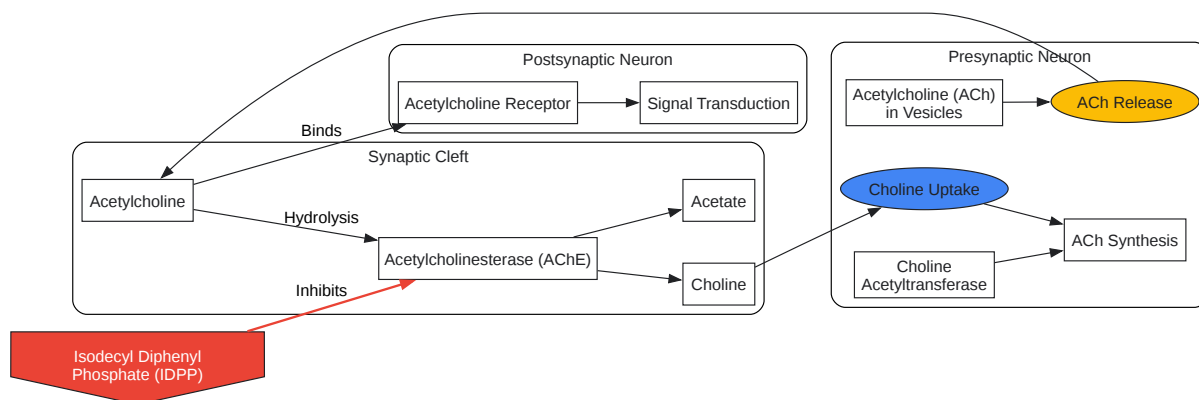 Postsynaptic Neuron
Acetylcholine Receptor
Signal Transduction
Presynaptic Neuron
Acetylcholine (ACh)
in Vesicles
ACh Release
Binds
Synaptic Cleft
Acetylcholine
Hydrolysis
Acetylcholinesterase (AChE)
Acetate
Choline
Inhibits
Choline Uptake
ACh Synthesis
Choline
Acetyltransferase
Isodecyl Diphenyl
Phosphate (IDPP)